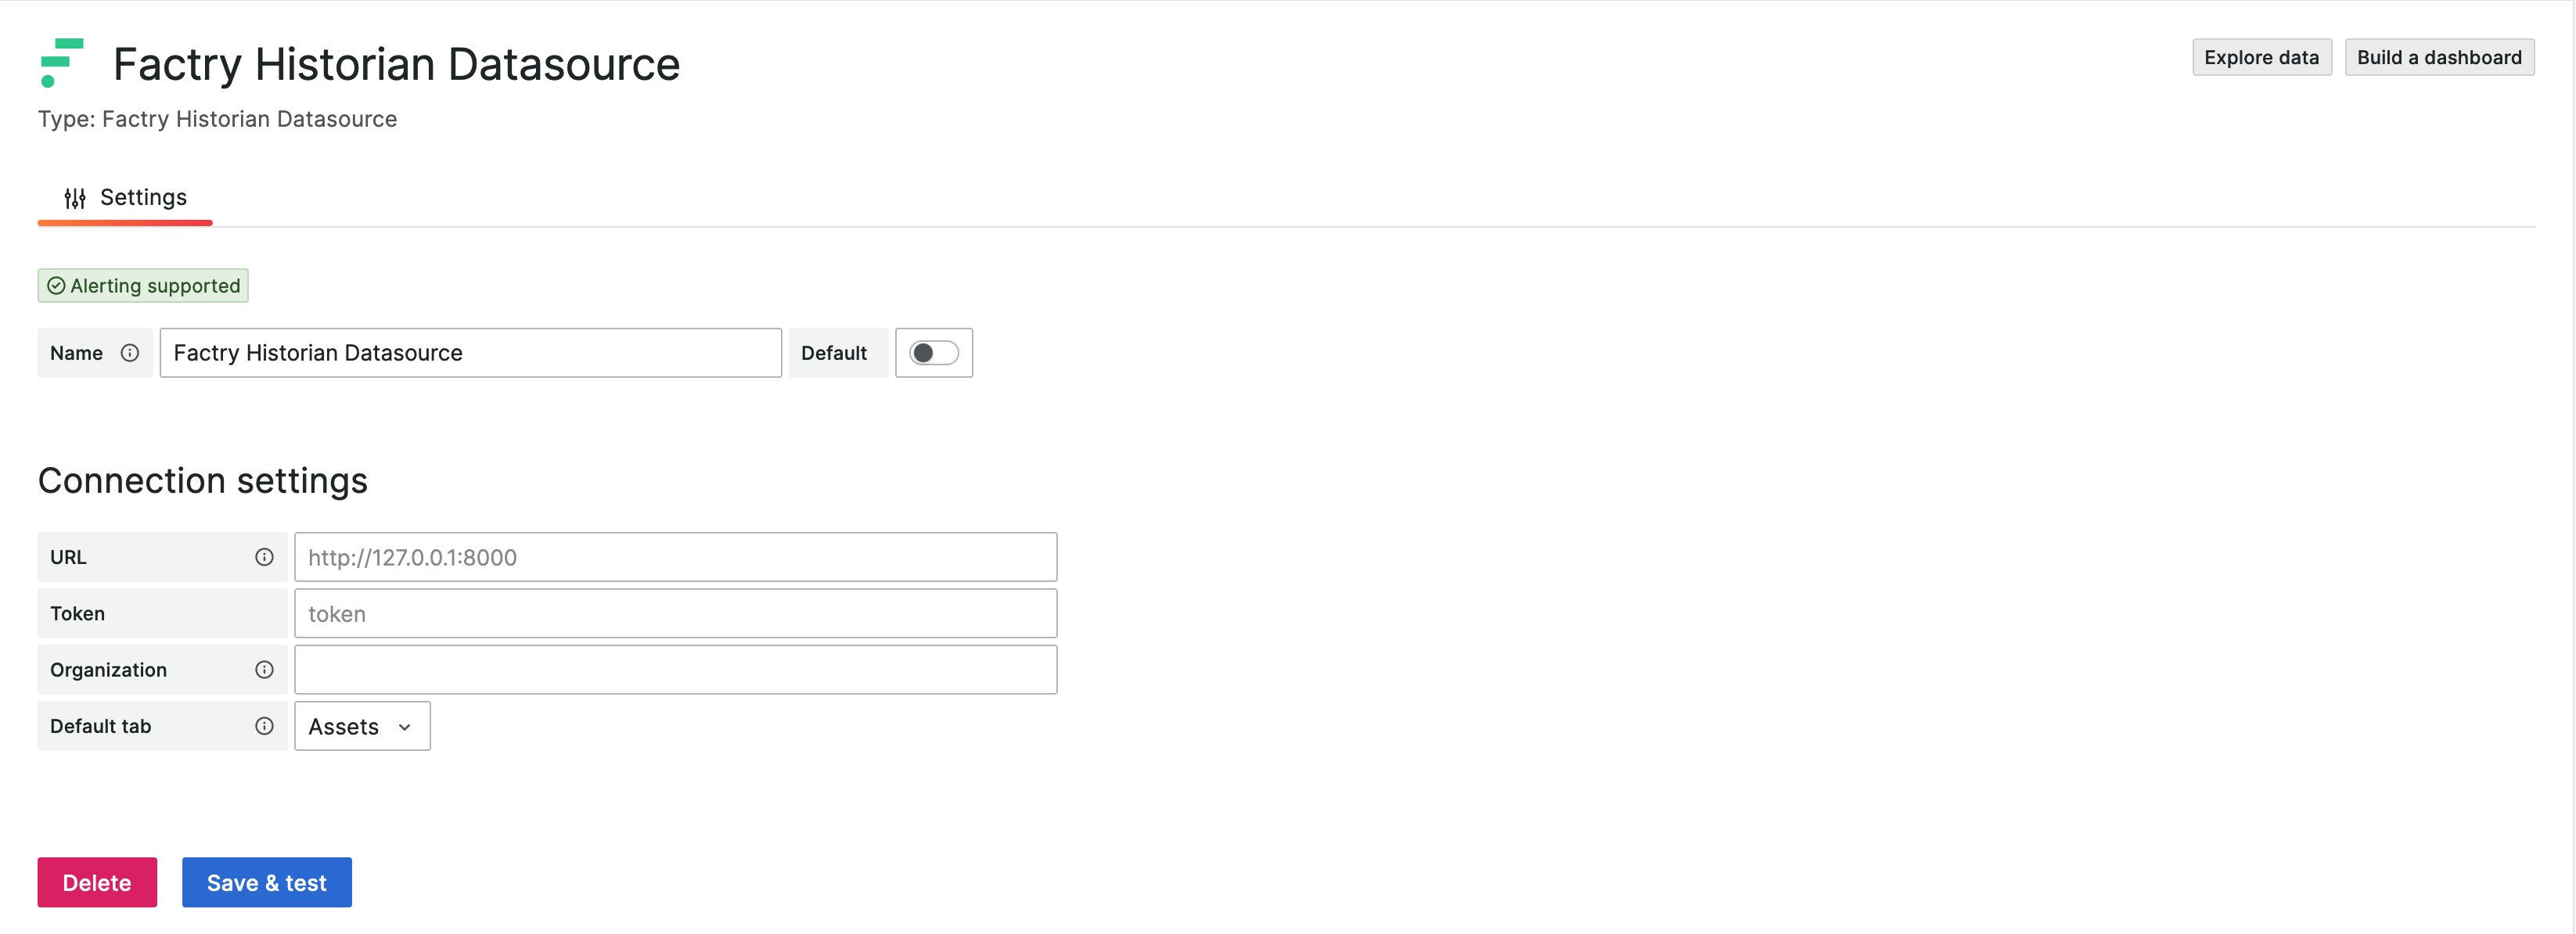 Factry Historian Datasource
Explore data
Build a dashboard
Type: Factry Historian Datasource
Settings
Alerting supported
Name
Factry Historian Datasource
Default
Connection settings
URL
http://127.0.0.1:8000
Token
token
Organization
Default tab
Assets
Delete
Save & test